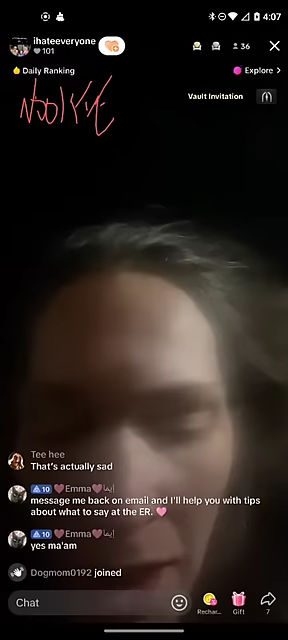 4:07
ihateeveryone
101
36
Daily Ranking
Explore >
Vault Invitation
Tee hee
That's actually sad
10 ❤Emma❤إيما
message me back on email and I'll help you with tips
about what to say at the ER. 💗
10 ❤Emma❤إيما
yes ma'am
Dogmom0192 joined
Chat
Rechar...
Gift
7